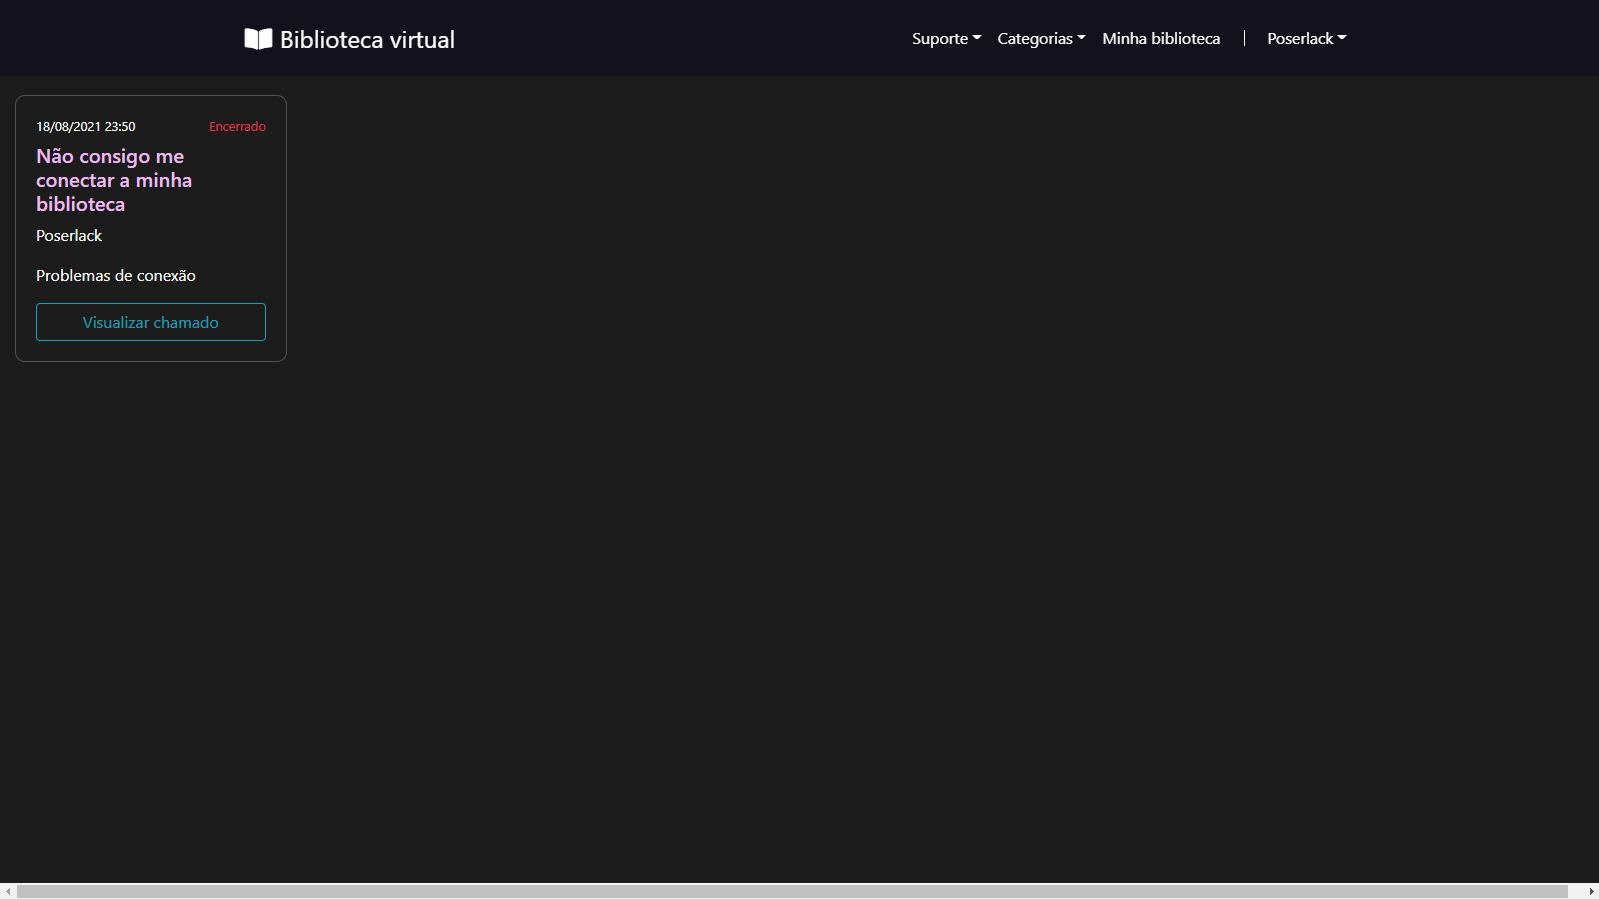 Biblioteca virtual
Suporte Categorias Minha biblioteca | Poserlack
18/08/2021 23:50 Encerrado
Não consigo me
conectar a minha
biblioteca
Poserlack
Problemas de conexão
Visualizar chamado